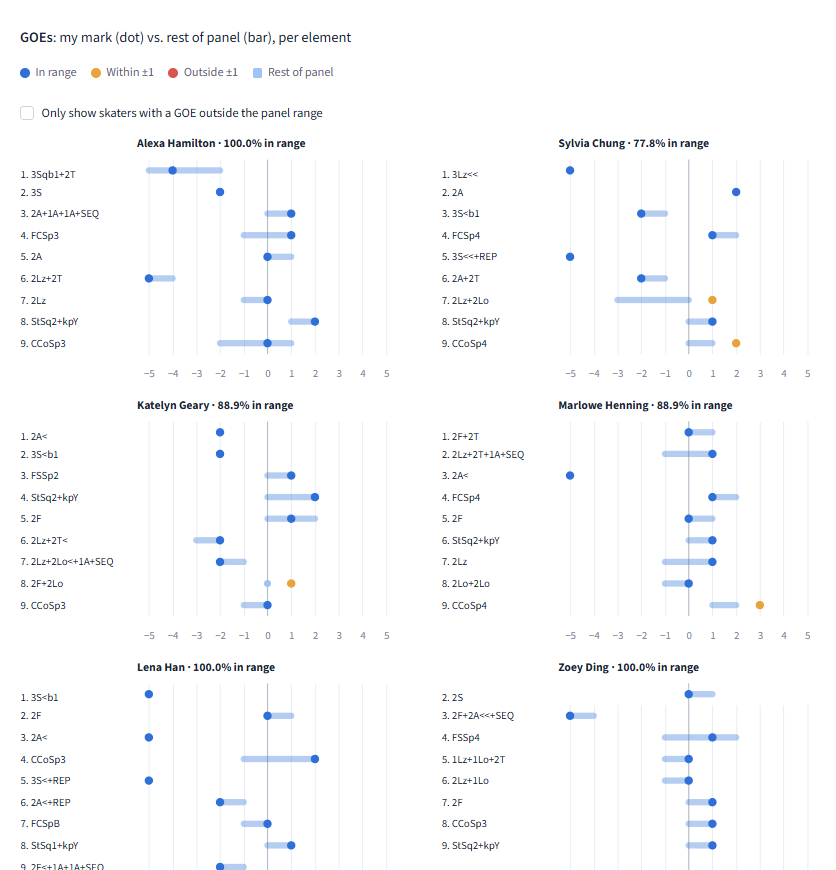 GOEs: my mark (dot) vs. rest of panel (bar), per element
In range Within ±1 Outside ±1 Rest of panel
Only show skaters with a GOE outside the panel range
Alexa Hamilton · 100.0% in range
1. 3Sqb1+2T
2. 3S
3. 2A+1A+1A+SEQ
4. FCSp3
5. 2A
6. 2Lz+2T
7. 2Lz
8. StSq2+kpY
9. CCoSp3
−5 −4 −3 −2 −1 0 1 2 3 4 5
Sylvia Chung · 77.8% in range
1. 3Lz<<
2. 2A
3. 3S<b1
4. FCSp4
5. 3S<<+REP
6. 2A+2T
7. 2Lz+2Lo
8. StSq2+kpY
9. CCoSp4
−5 −4 −3 −2 −1 0 1 2 3 4 5
Katelyn Geary · 88.9% in range
1. 2A<
2. 3S<b1
3. FSSp2
4. StSq2+kpY
5. 2F
6. 2Lz+2T<
7. 2Lz+2Lo<+1A+SEQ
8. 2F+2Lo
9. CCoSp3
−5 −4 −3 −2 −1 0 1 2 3 4 5
Marlowe Henning · 88.9% in range
1. 2F+2T
2. 2Lz+2T+1A+SEQ
3. 2A<
4. FCSp4
5. 2F
6. StSq2+kpY
7. 2Lz
8. 2Lo+2Lo
9. CCoSp4
−5 −4 −3 −2 −1 0 1 2 3 4 5
Lena Han · 100.0% in range
1. 3S<b1
2. 2F
3. 2A<
4. CCoSp3
5. 3S<+REP
6. 2A<+REP
7. FCSpB
8. StSq1+kpY
9. 2F<+1A+1A+SEQ
Zoey Ding · 100.0% in range
2. 2S
3. 2F+2A<<+SEQ
4. FSSp4
5. 1Lz+1Lo+2T
6. 2Lz+1Lo
7. 2F
8. CCoSp3
9. StSq2+kpY